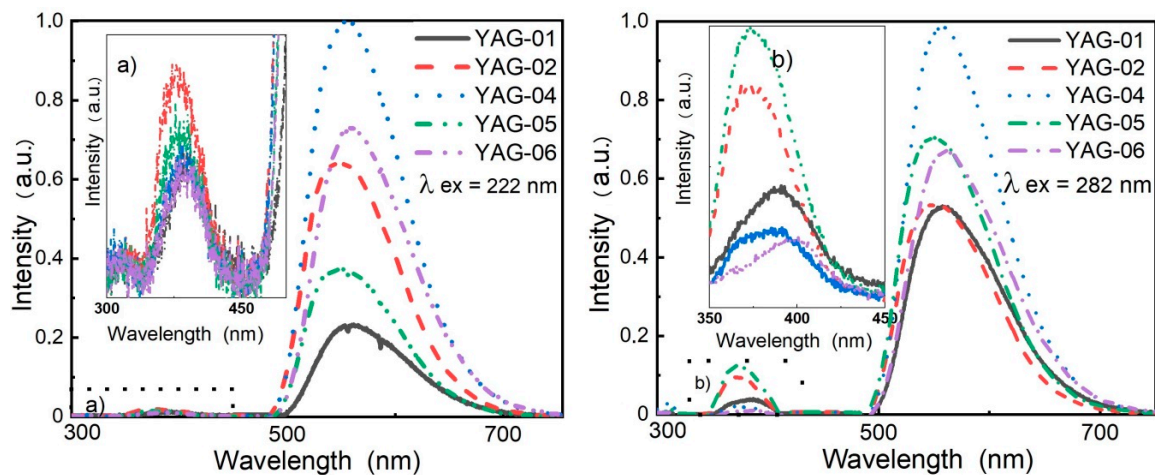 1.0
0.8
0.6
0.4
0.2
0
Intensity (a.u.)
a)
Intensity (a.u.)
300 450
Wavelength (nm)
YAG-01
YAG-02
YAG-04
YAG-05
YAG-06
λ ex = 222 nm
a)
300 500 700
Wavelength (nm)
1.0
0.8
0.6
0.4
0.2
0
Intensity (a.u.)
b)
Intensity (a.u.)
350 400 450
Wavelength (nm)
YAG-01
YAG-02
YAG-04
YAG-05
YAG-06
λ ex = 282 nm
b)
300 500 700
Wavelength (nm)